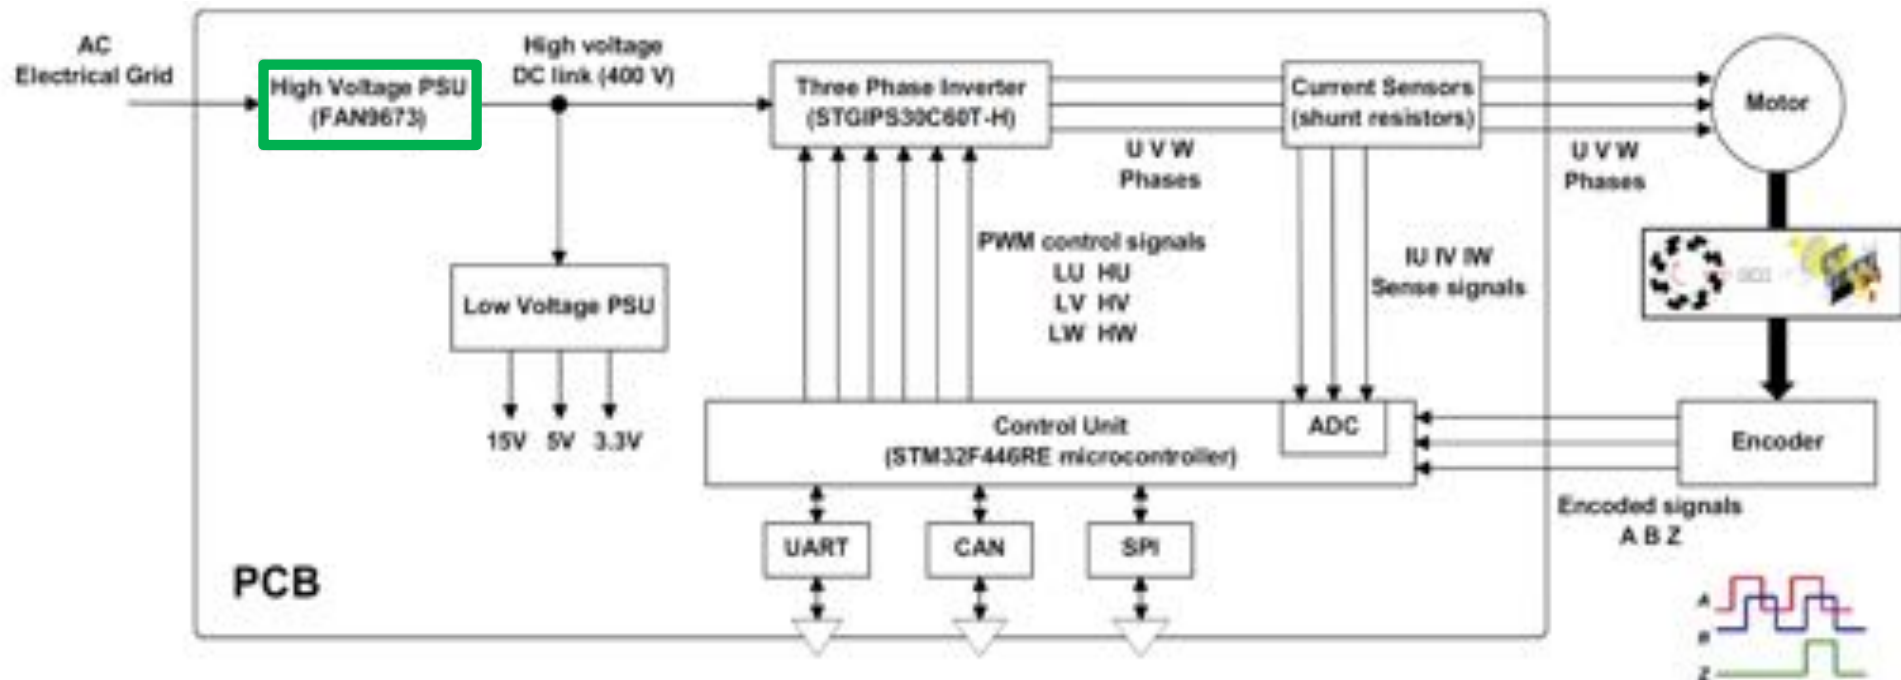 AC
Electrical Grid
High Voltage PSU
(FAN9673)
High voltage
DC link (400 V)
Three Phase Inverter
(STGIPS30C60T-H)
Current Sensors
(shunt resistors)
Motor
U V W
Phases
U V W
Phases
PWM control signals
LU HU
LV HV
LW HW
IU IV IW
Sense signals
Low Voltage PSU
15V 5V 3.3V
Control Unit
(STM32F446RE microcontroller)
ADC
Encoder
Encoded signals
A B Z
UART
CAN
SPI
PCB
A
B
Z